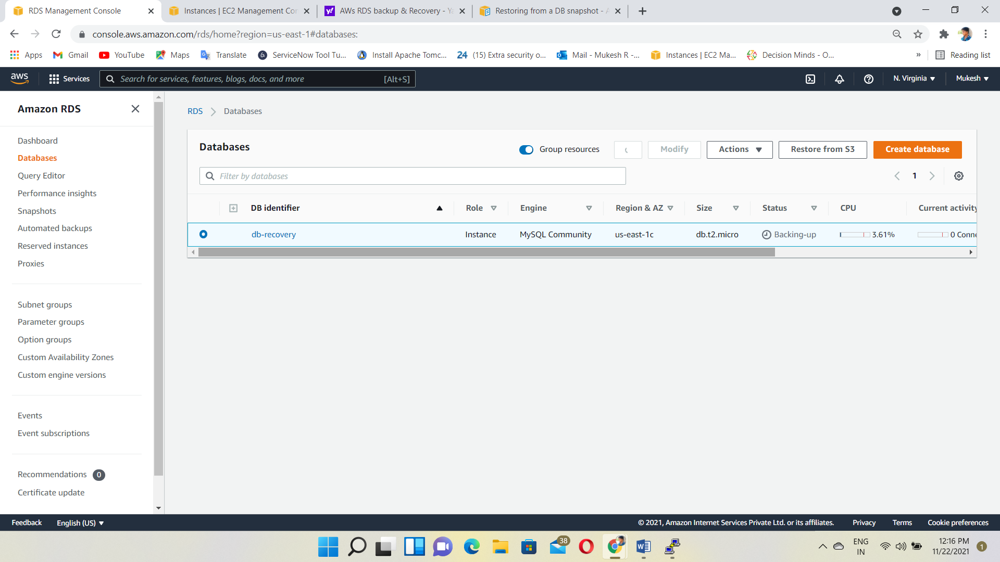 RDS Management Console
Instances | EC2 Management Con
AWs RDS backup & Recovery - Ya
Restoring from a DB snapshot - A
console.aws.amazon.com/rds/home?region=us-east-1#databases:
Apps
Gmail
YouTube
Maps
Translate
ServiceNow Tool Tu...
Install Apache Tomc...
24 (15) Extra security o...
Mail - Mukesh R -...
Instances | EC2 Ma...
Decision Minds - O...
»
Reading list
aws
Services
Search for services, features, blogs, docs, and more [Alt+S]
N. Virginia
Mukesh
Amazon RDS
Dashboard
Databases
Query Editor
Performance insights
Snapshots
Automated backups
Reserved instances
Proxies
Subnet groups
Parameter groups
Option groups
Custom Availability Zones
Custom engine versions
Events
Event subscriptions
Recommendations 0
Certificate update
RDS > Databases
Databases
Group resources
Modify
Actions
Restore from S3
Create database
Filter by databases
1
DB identifier Role Engine Region & AZ Size Status CPU Current activity
db-recovery Instance MySQL Community us-east-1c db.t2.micro Backing-up 3.61% 0 Conne
Feedback
English (US)
© 2021, Amazon Internet Services Private Ltd. or its affiliates.
Privacy
Terms
Cookie preferences
38
ENG
IN
12:16 PM
11/22/2021
1